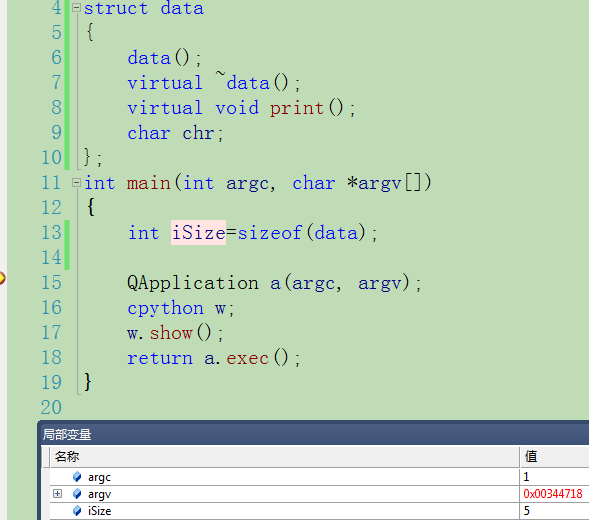 4 struct data
5 {
6 data();
7 virtual ~data();
8 virtual void print();
9 char chr;
10 };
11 int main(int argc, char *argv[])
12 {
13 int iSize=sizeof(data);
14
15 QApplication a(argc, argv);
16 cpython w;
17 w.show();
18 return a.exec();
19 }
20
局部变量
名称 值
argc 1
argv 0x00344718
iSize 5